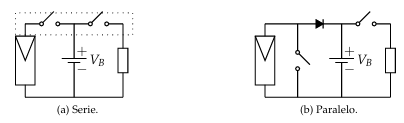 +
− V_B
+
− V_B
(a) Serie.
(b) Paralelo.